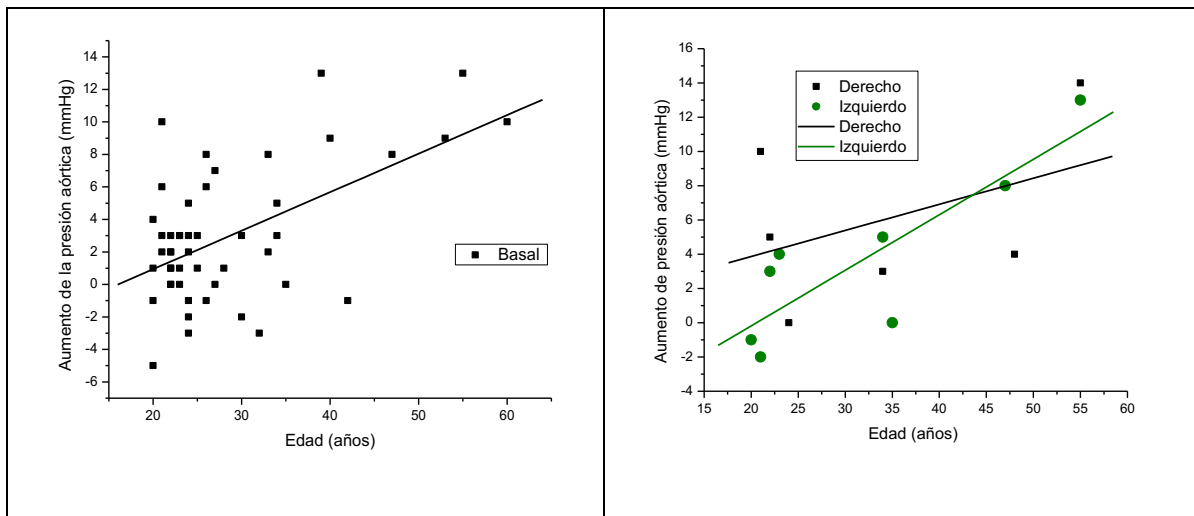 14
12
10
8
6
4
2
0
-2
-4
-6
20 30 40 50 60
Aumento de la presión aórtica (mmHg)
Edad (años)
Basal
16
14
12
10
8
6
4
2
0
-2
-4
15 20 25 30 35 40 45 50 55 60
Aumento de presión aórtica (mmHg)
Edad (años)
Derecho
Izquierdo
Derecho
Izquierdo